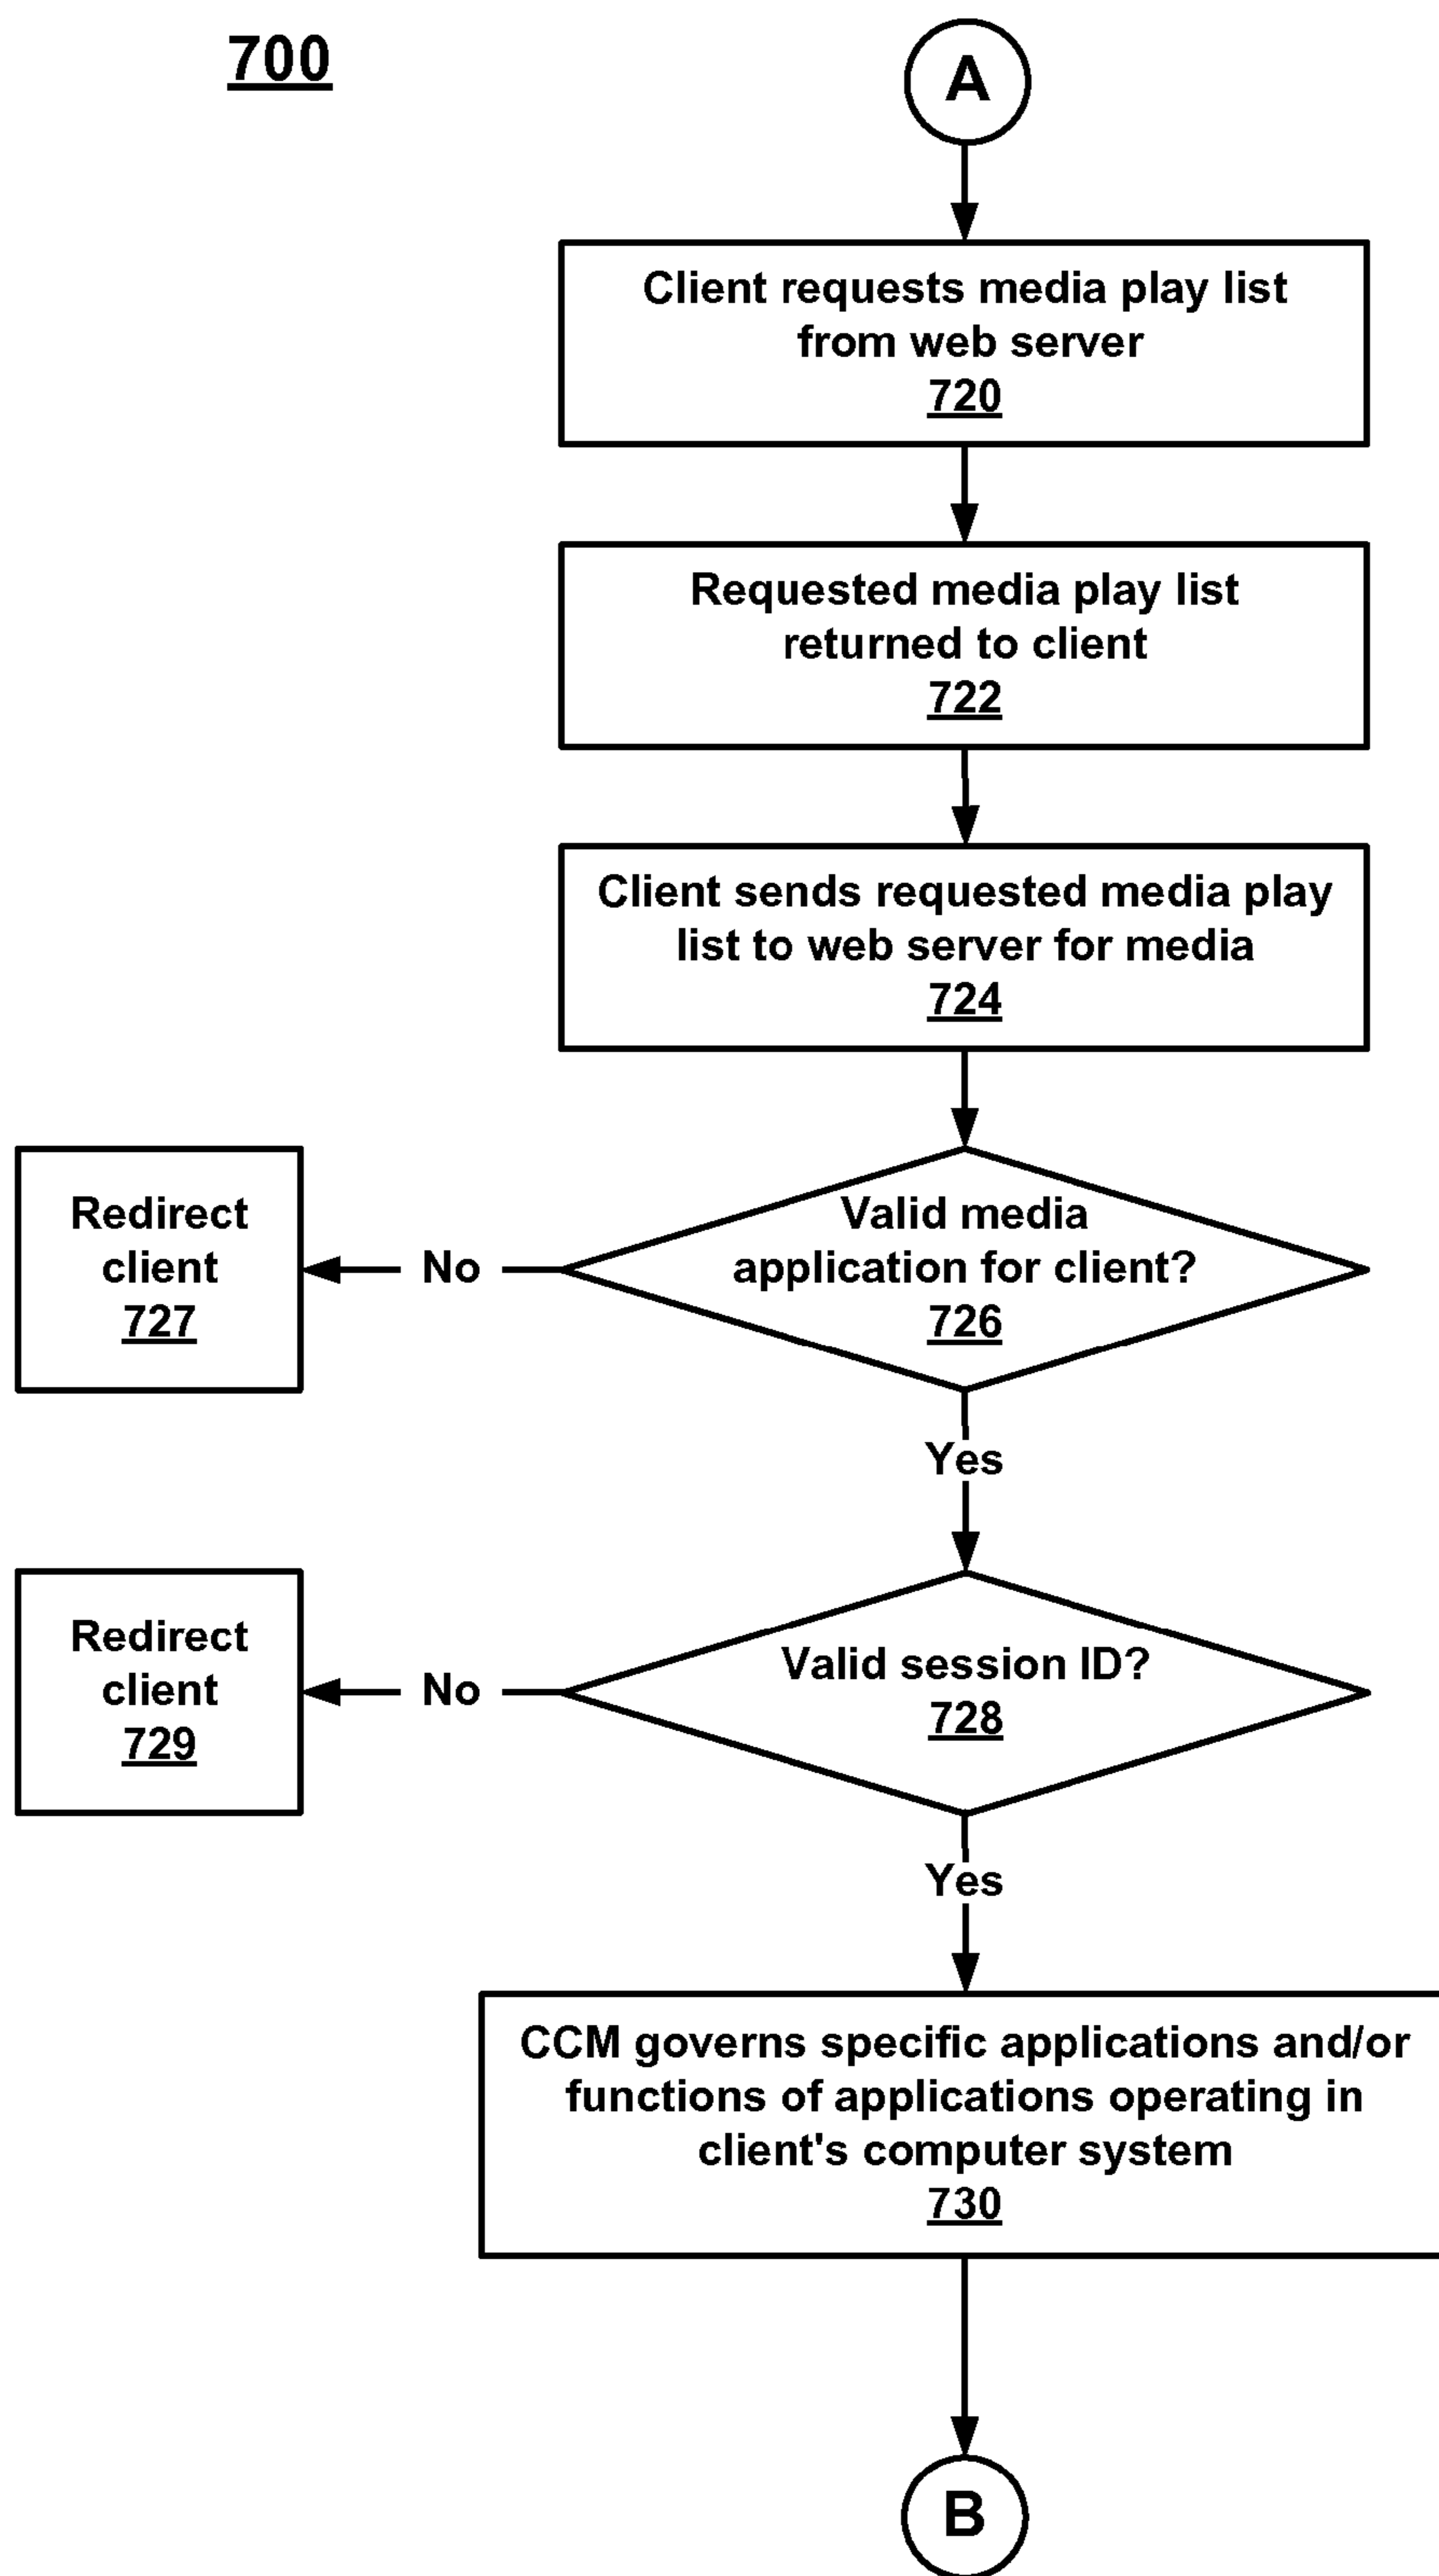 700
A
Client requests media play list
from web server
720
Requested media play list
returned to client
722
Client sends requested media play
list to web server for media
724
Valid media
application for client?
726
No
Redirect
client
727
Yes
Valid session ID?
728
No
Redirect
client
729
Yes
CCM governs specific applications and/or
functions of applications operating in
client's computer system
730
B